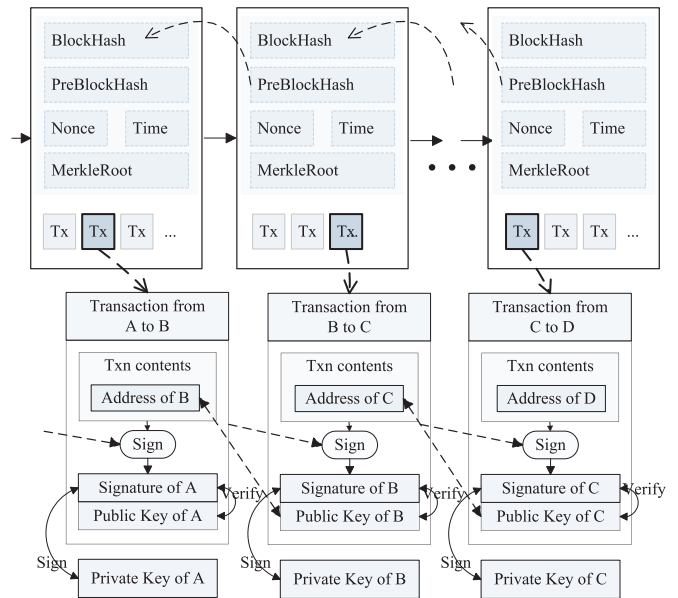 BlockHash BlockHash BlockHash
PreBlockHash PreBlockHash PreBlockHash
Nonce Time Nonce Time Nonce Time
MerkleRoot MerkleRoot MerkleRoot
Tx Tx Tx ... Tx Tx Tx. Tx Tx Tx ...
Transaction from Transaction from Transaction from
A to B B to C C to D
Txn contents Txn contents Txn contents
Address of B Address of C Address of D
Sign Sign Sign
Signature of A Signature of B Signature of C
Verify Verify Verify
Public Key of A Public Key of B Public Key of C
Sign Sign Sign
Private Key of A Private Key of B Private Key of C